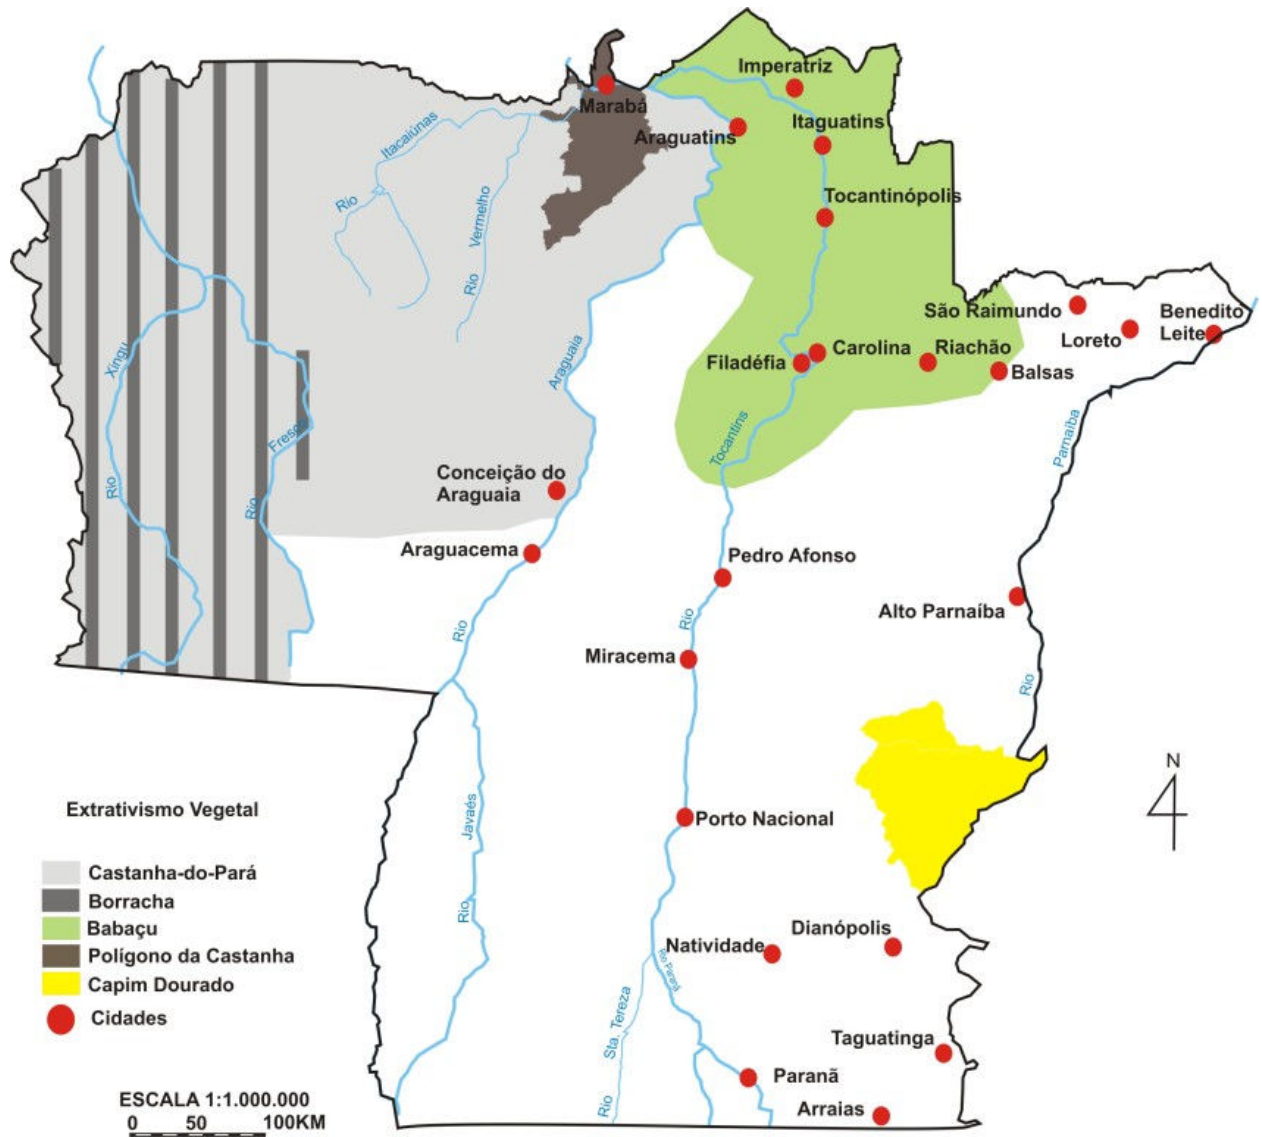 Imperatriz
Marabá
Itaguatins
Araguatins
Itacaiúnas
Tocantinópolis
Rio
Vermelho
Rio
São Raimundo
Benedito
Leite
Loreto
Carolina
Riachão
Filadéfia
Balsas
Xingu
Araguaia
Fresco
Tocantins
Parnaíba
Conceição do
Araguaia
Rio
Rio
Araguacema
Pedro Afonso
Alto Parnaíba
Rio
Rio
Miracema
Rio
N
Extrativismo Vegetal
Javaés
Porto Nacional
Castanha-do-Pará
Borracha
Babaçu
Polígono da Castanha
Capim Dourado
Cidades
Rio
Dianópolis
Natividade
Rio Paraná
Sta. Tereza
Rio
Taguatinga
Paranã
Arraias
ESCALA 1:1.000.000
0 50 100KM